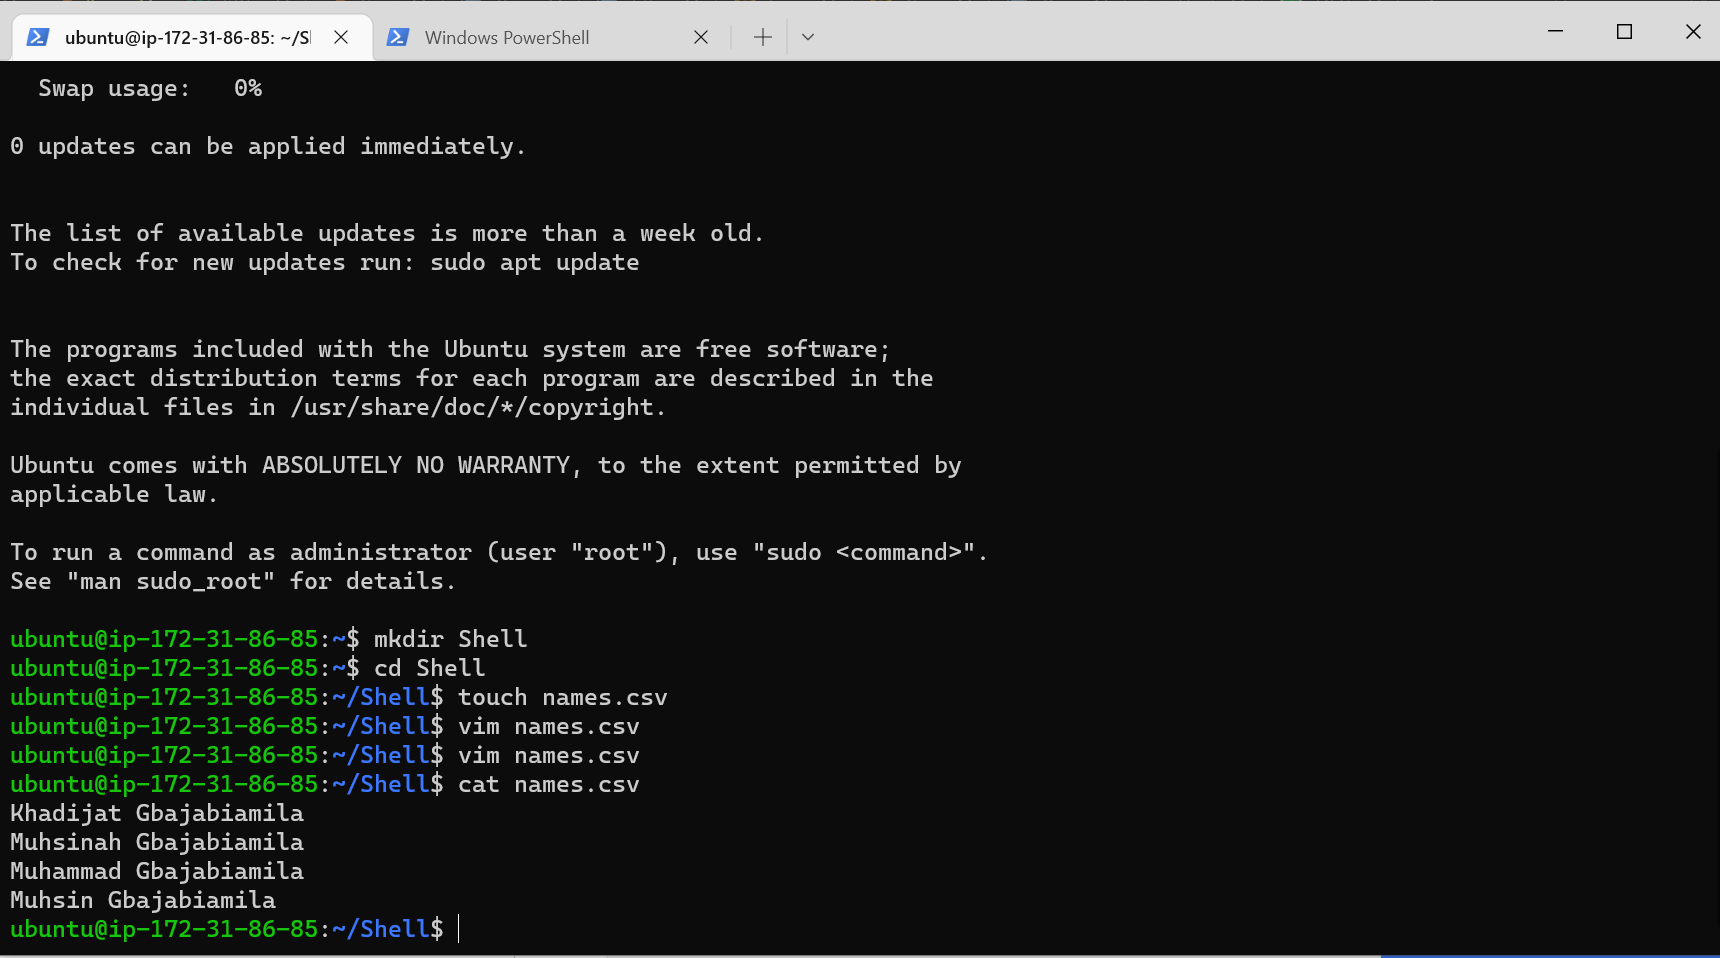 ubuntu@ip-172-31-86-85: ~/S
Windows PowerShell
  Swap usage:   0%
0 updates can be applied immediately.
The list of available updates is more than a week old.
To check for new updates run: sudo apt update
The programs included with the Ubuntu system are free software;
the exact distribution terms for each program are described in the
individual files in /usr/share/doc/*/copyright.
Ubuntu comes with ABSOLUTELY NO WARRANTY, to the extent permitted by
applicable law.
To run a command as administrator (user "root"), use "sudo <command>".
See "man sudo_root" for details.
ubuntu@ip-172-31-86-85:~$ mkdir Shell
ubuntu@ip-172-31-86-85:~$ cd Shell
ubuntu@ip-172-31-86-85:~/Shell$ touch names.csv
ubuntu@ip-172-31-86-85:~/Shell$ vim names.csv
ubuntu@ip-172-31-86-85:~/Shell$ vim names.csv
ubuntu@ip-172-31-86-85:~/Shell$ cat names.csv
Khadijat Gbajabiamila
Muhsinah Gbajabiamila
Muhammad Gbajabiamila
Muhsin Gbajabiamila
ubuntu@ip-172-31-86-85:~/Shell$